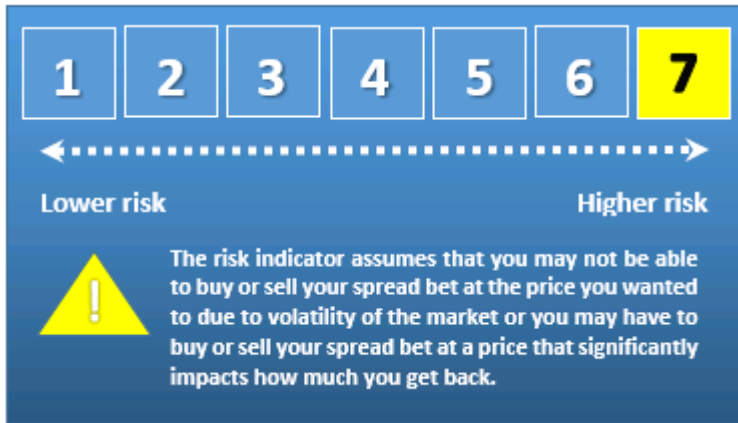 1 2 3 4 5 6 7
Lower risk Higher risk
The risk indicator assumes that you may not be able
to buy or sell your spread bet at the price you wanted
to due to volatility of the market or you may have to
buy or sell your spread bet at a price that significantly
impacts how much you get back.
!